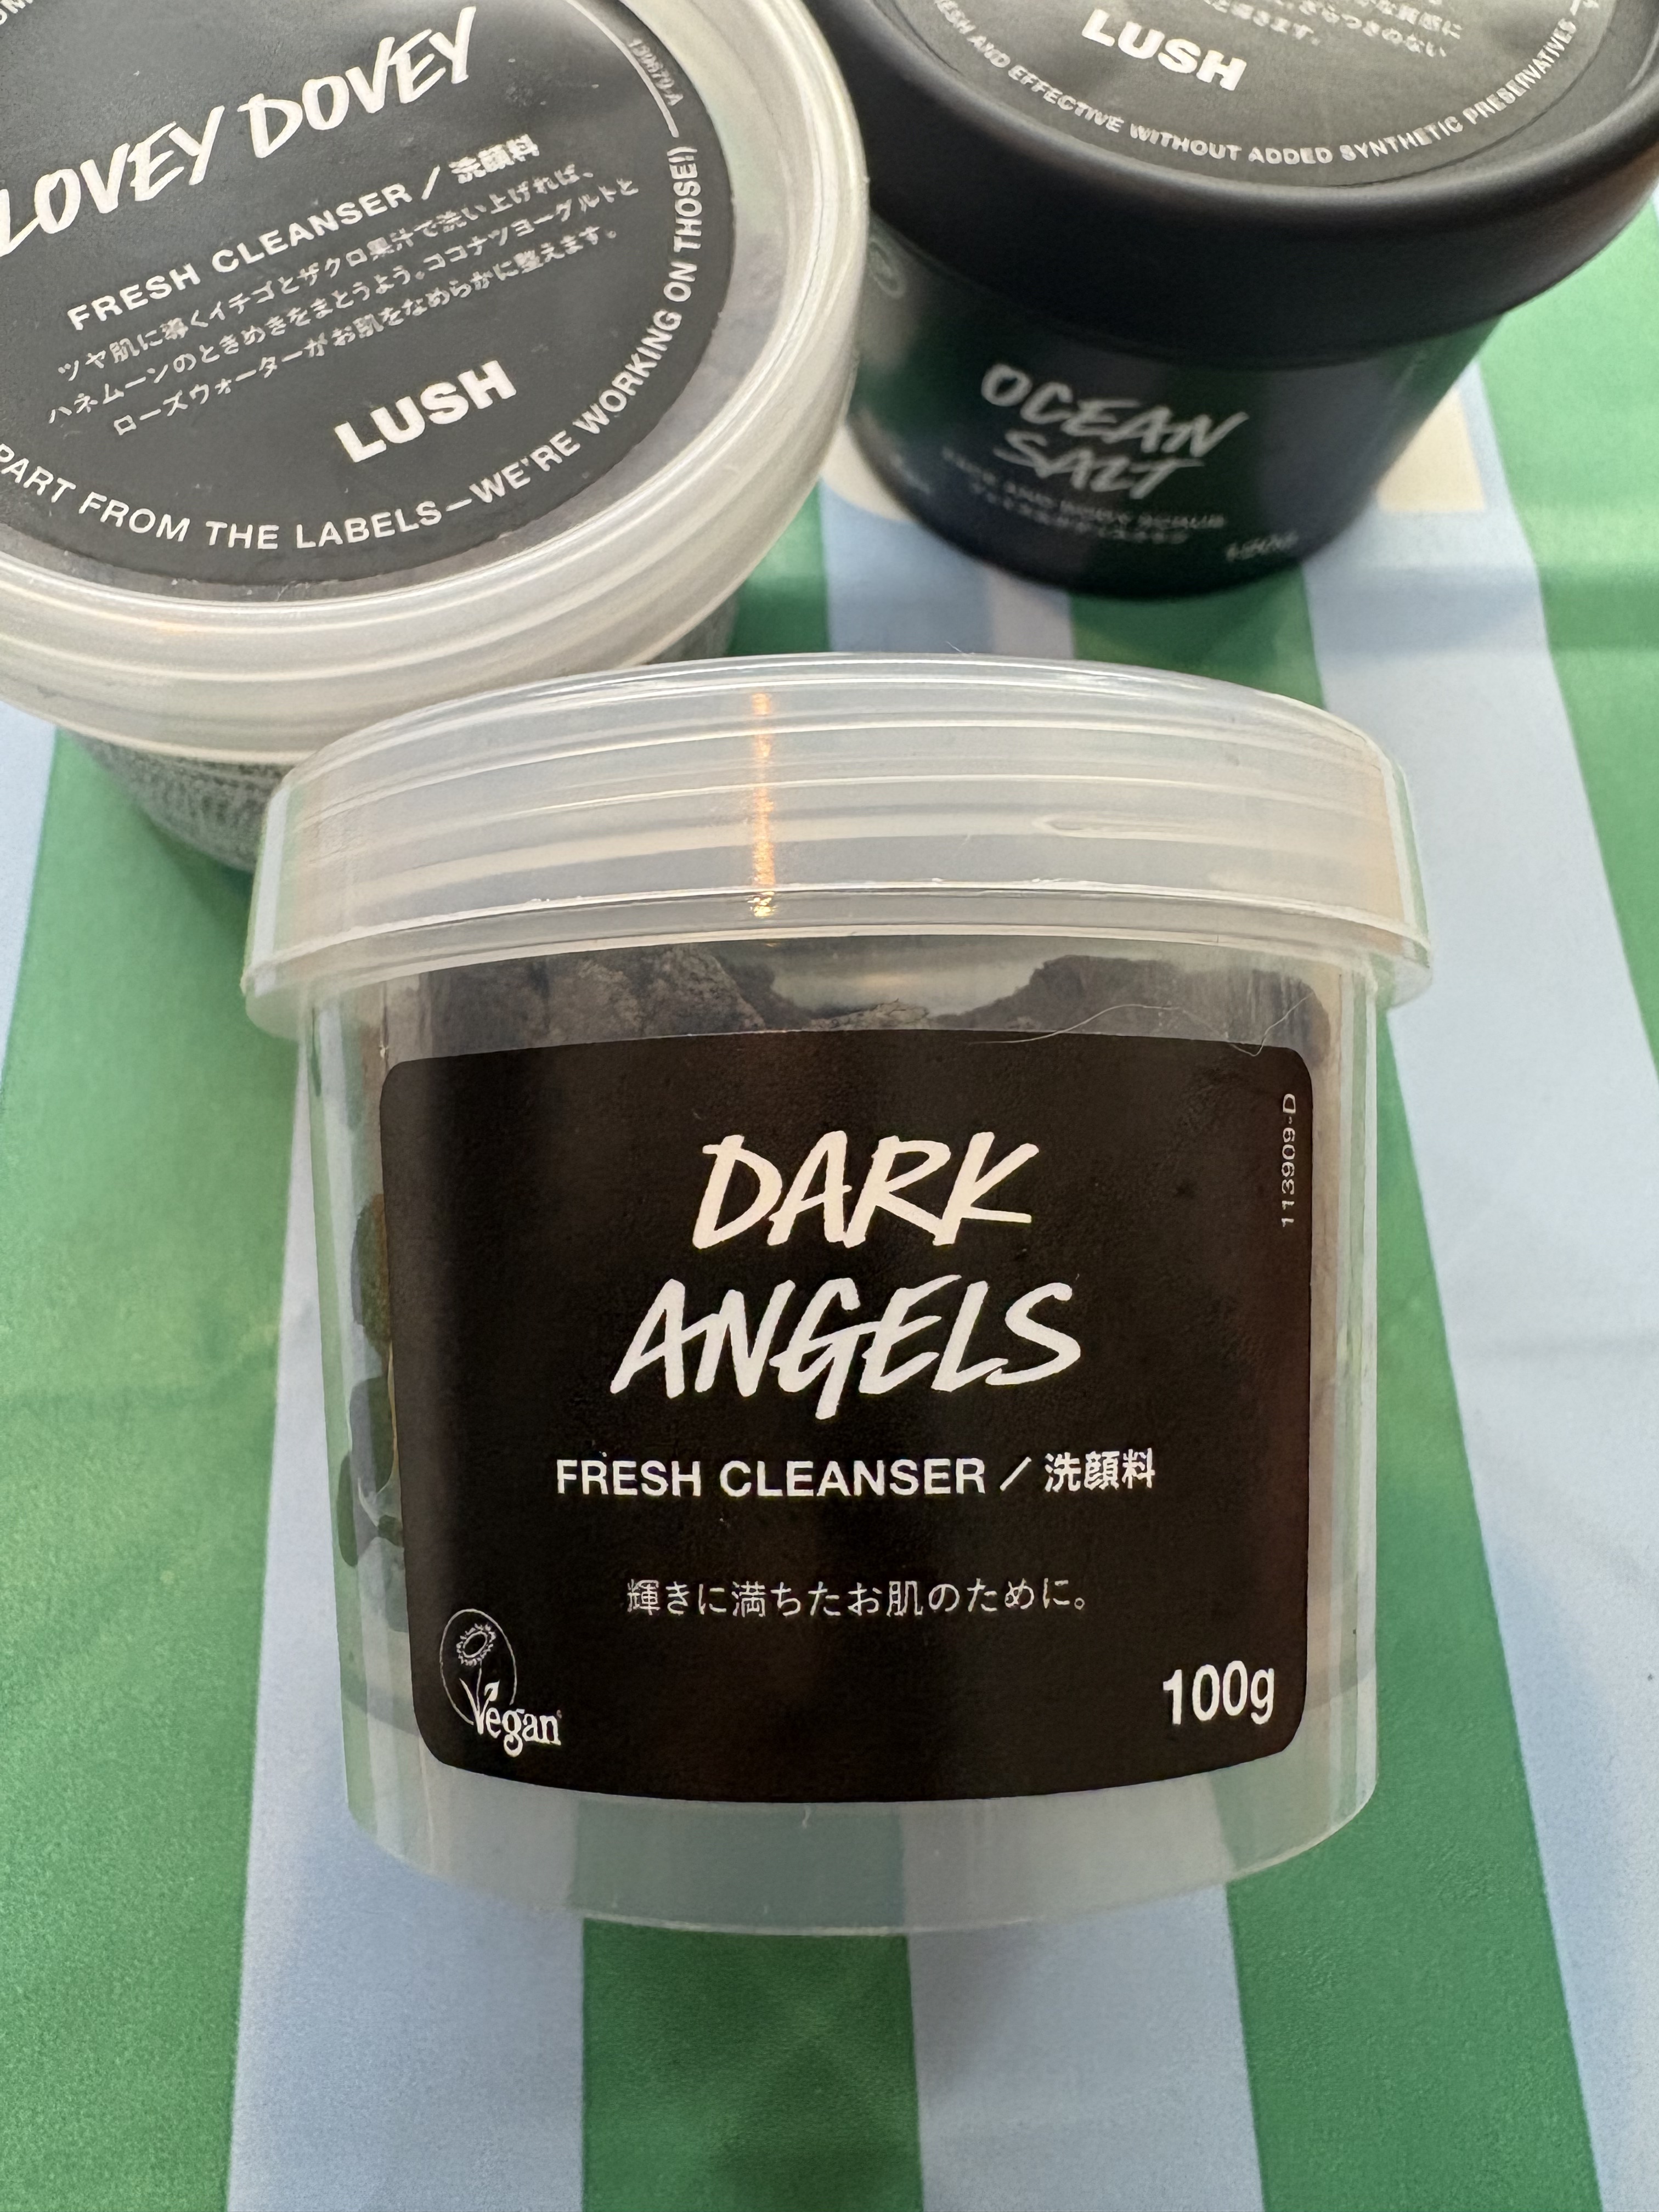 LOVEY DOVEY
FRESH CLEANSER / 洗顔料
ツヤ肌に導くイチゴとザクロ果汁で洗い上げれば、
ハネムーンのときめきをまとうよう。ココナツヨーグルトと
ローズウォーターがお肌をなめらかに整えます。
LUSH
PART FROM THE LABELS—WE'RE WORKING ON THOSE!)
139679-A
LUSH
FRESH AND EFFECTIVE WITHOUT ADDED SYNTHETIC PRESERVATIVES
OCEAN
SALT
FACE AND BODY SCRUB
DARK
ANGELS
FRESH CLEANSER / 洗顔料
輝きに満ちたお肌のために。
Vegan
100g
113909-D